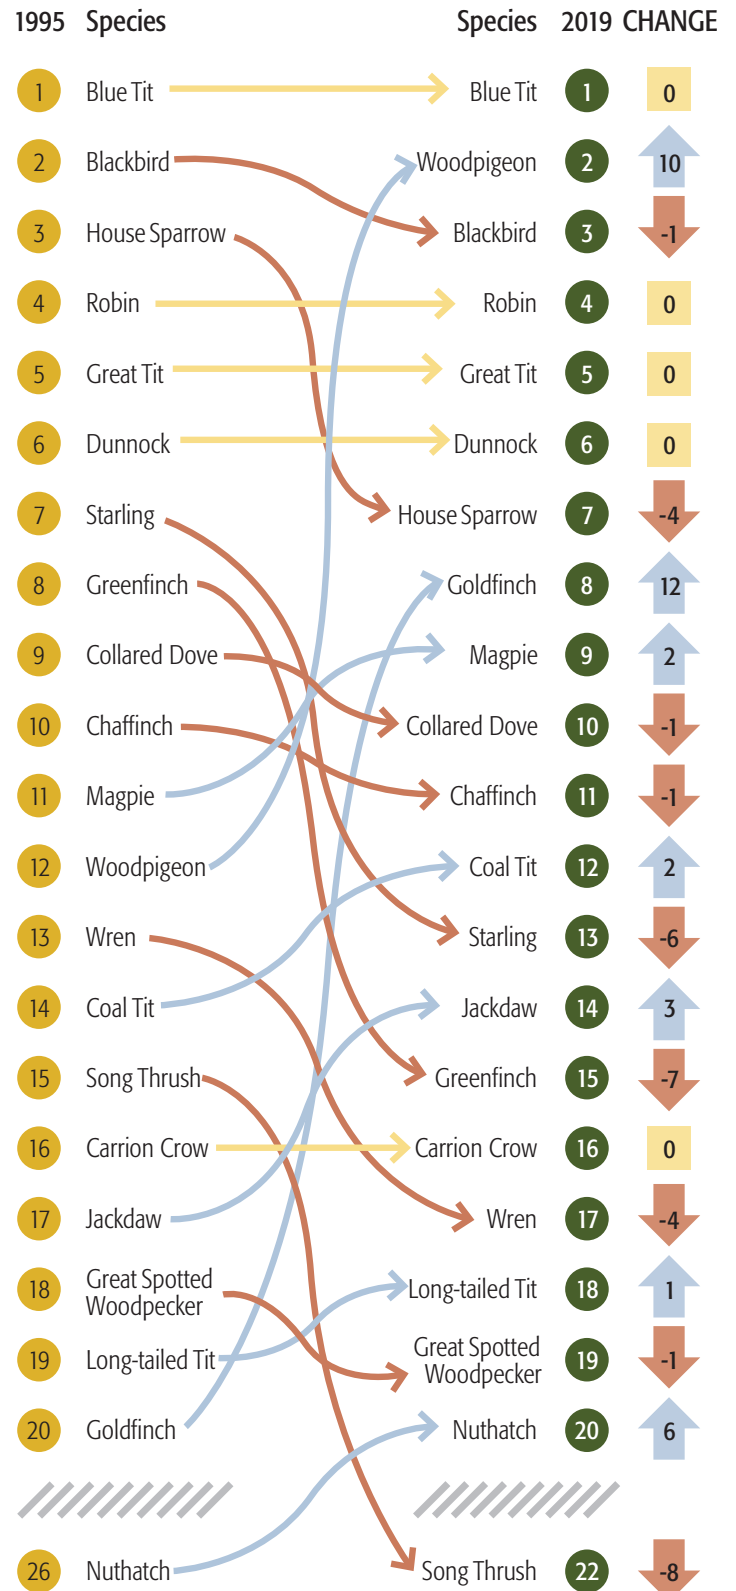 1995 Species Species 2019 CHANGE
1 Blue Tit Blue Tit 1 0
2 Blackbird Woodpigeon 2 10
3 House Sparrow Blackbird 3 -1
4 Robin Robin 4 0
5 Great Tit Great Tit 5 0
6 Dunnock Dunnock 6 0
7 Starling House Sparrow 7 -4
8 Greenfinch Goldfinch 8 12
9 Collared Dove Magpie 9 2
10 Chaffinch Collared Dove 10 -1
11 Magpie Chaffinch 11 -1
12 Woodpigeon Coal Tit 12 2
13 Wren Starling 13 -6
14 Coal Tit Jackdaw 14 3
15 Song Thrush Greenfinch 15 -7
16 Carrion Crow Carrion Crow 16 0
17 Jackdaw Wren 17 -4
18 Great Spotted
Woodpecker Long-tailed Tit 18 1
19 Long-tailed Tit Great Spotted
Woodpecker 19 -1
20 Goldfinch Nuthatch 20 6
26 Nuthatch Song Thrush 22 -8